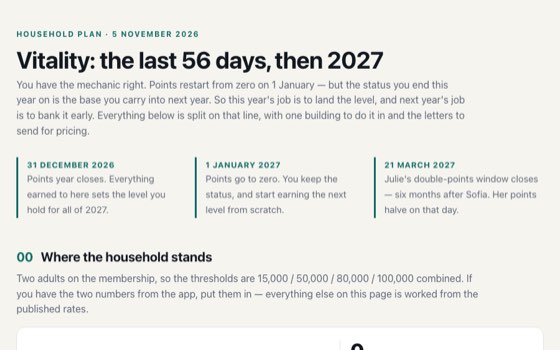 HOUSEHOLD PLAN · 5 NOVEMBER 2026
Vitality: the last 56 days, then 2027
You have the mechanic right. Points restart from zero on 1 January — but the status you end this
year on is the base you carry into next year. So this year's job is to land the level, and next year's job
is to bank it early. Everything below is split on that line, with one building to do it in and the letters to
send for pricing.
31 DECEMBER 2026
Points year closes. Everything
earned to here sets the level you
hold for all of 2027.
1 JANUARY 2027
Points go to zero. You keep the
status, and start earning the next
level from scratch.
21 MARCH 2027
Julie's double-points window closes
— six months after Sofia. Her points
halve on that day.
00 Where the household stands
Two adults on the membership, so the thresholds are 15,000 / 50,000 / 80,000 / 100,000 combined. If
you have the two numbers from the app, put them in — everything else on this page is worked from the
published rates.